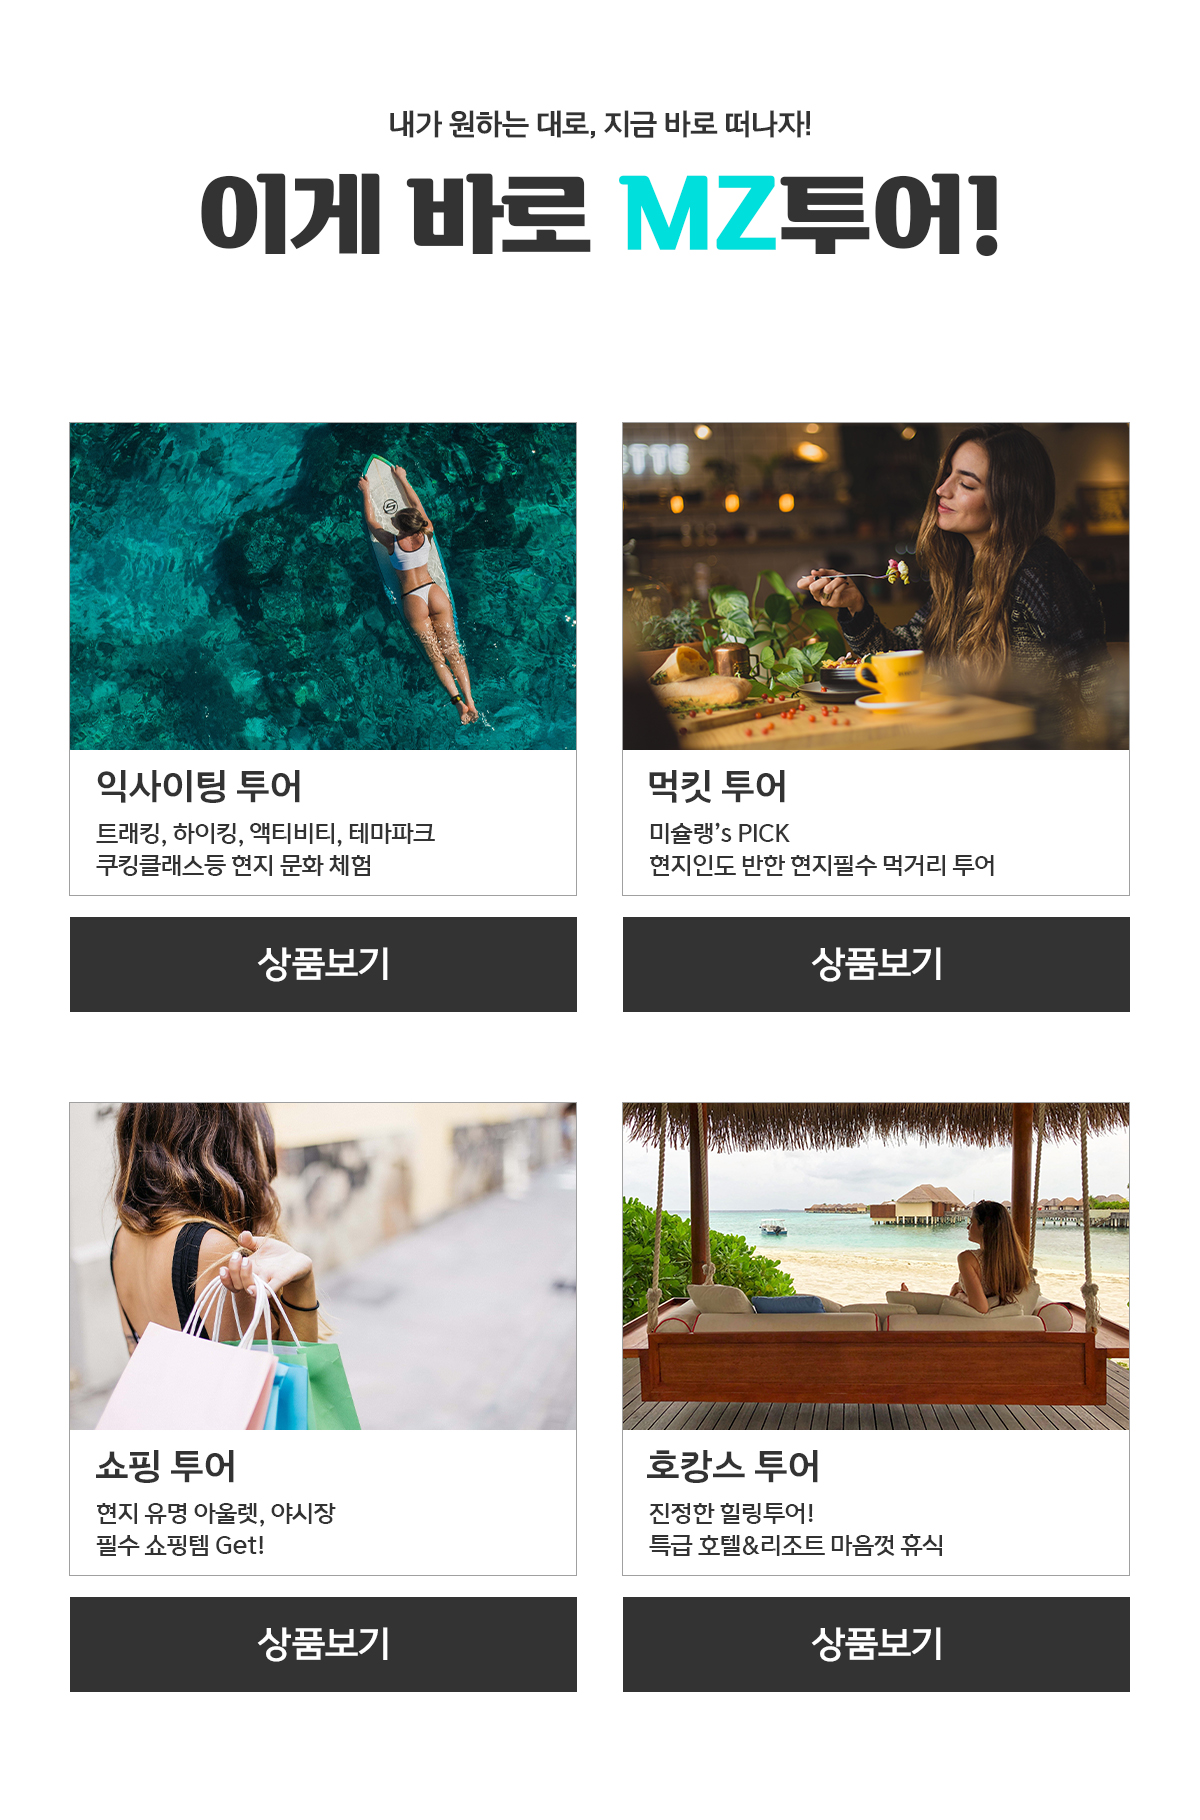 내가 원하는 대로, 지금 바로 떠나자!
이게 바로 MZ투어!
익사이팅 투어
트래킹, 하이킹, 액티비티, 테마파크
쿠킹클래스등 현지 문화 체험
상품보기
먹킷 투어
미슐랭’s PICK
현지인도 반한 현지필수 먹거리 투어
상품보기
쇼핑 투어
현지 유명 아울렛, 야시장
필수 쇼핑템 Get!
상품보기
호캉스 투어
진정한 힐링투어!
특급 호텔&리조트 마음껏 휴식
상품보기